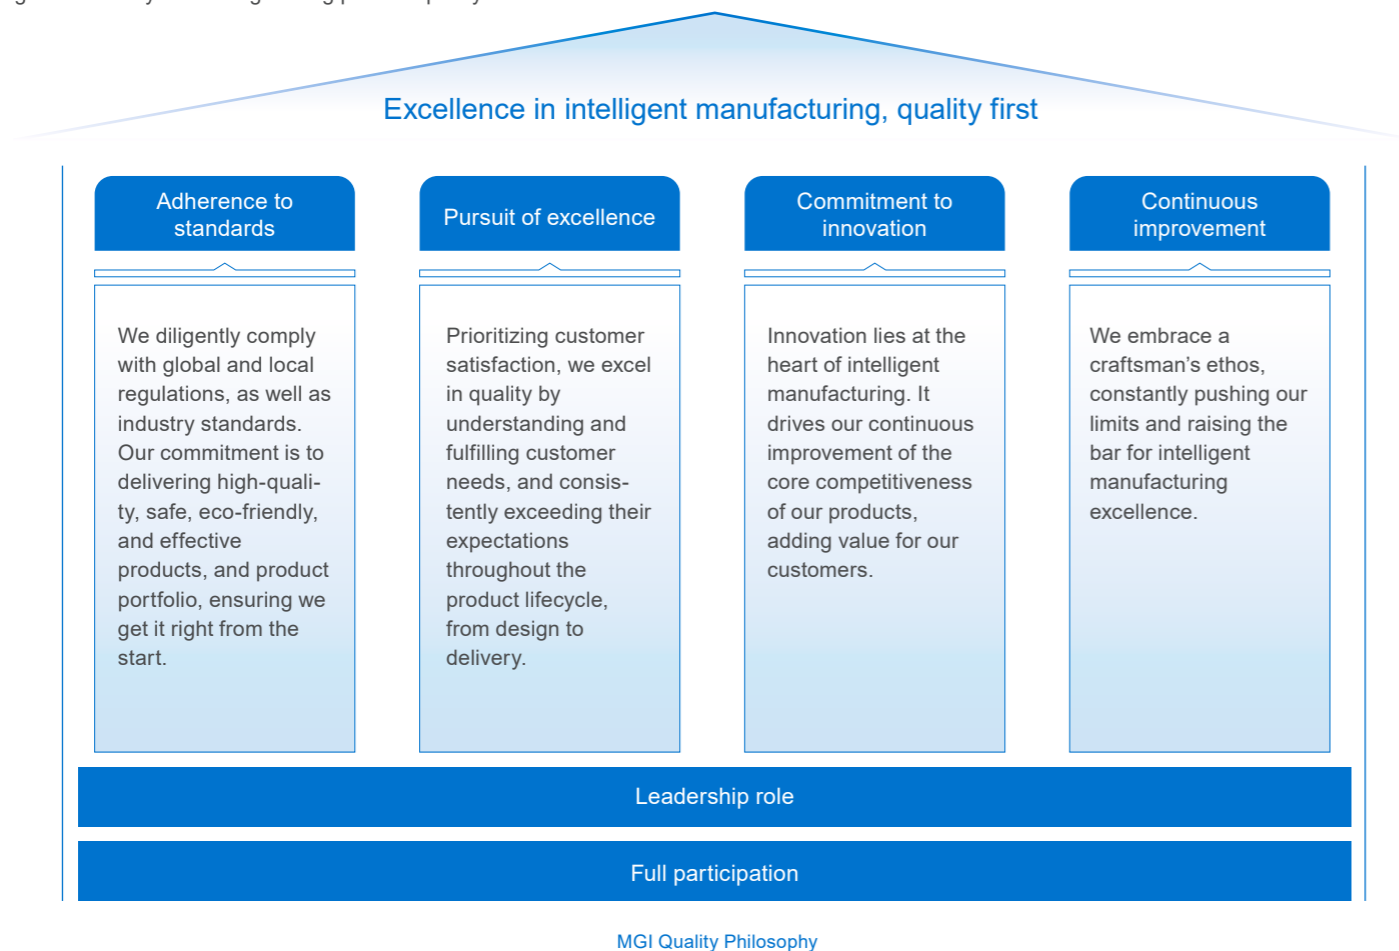 Excellence in intelligent manufacturing, quality first
Adherence to
standards
We diligently comply
with global and local
regulations, as well as
industry standards.
Our commitment is to
delivering high-quali-
ty, safe, eco-friendly,
and effective
products, and product
portfolio, ensuring we
get it right from the
start.
Pursuit of excellence
Prioritizing customer
satisfaction, we excel
in quality by
understanding and
fulfilling customer
needs, and consis-
tently exceeding their
expectations
throughout the
product lifecycle,
from design to
delivery.
Commitment to
innovation
Innovation lies at the
heart of intelligent
manufacturing. It
drives our continuous
improvement of the
core competitiveness
of our products,
adding value for our
customers.
Continuous
improvement
We embrace a
craftsman’s ethos,
constantly pushing our
limits and raising the
bar for intelligent
manufacturing
excellence.
Leadership role
Full participation
MGI Quality Philosophy